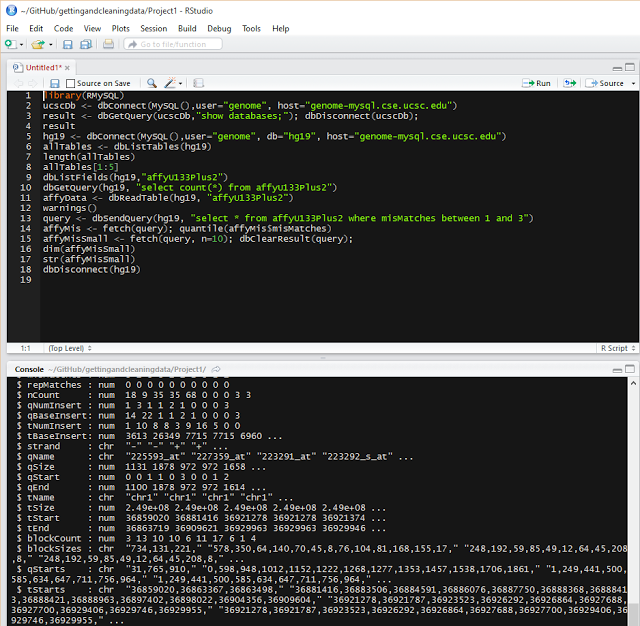 ~/GitHub/gettingandcleaningdata/Project1 - RStudio
File Edit Code View Plots Session Build Debug Tools Help
Go to file/function
Untitled1* ×
Source on Save Run Source
1 library(RMySQL)
2 ucscDb <- dbConnect(MySQL(),user="genome", host="genome-mysql.cse.ucsc.edu")
3 result <- dbGetQuery(ucscDb,"show databases;"); dbDisconnect(ucscDb);
4 result
5 hg19 <- dbConnect(MySQL(),user="genome", db="hg19", host="genome-mysql.cse.ucsc.edu")
6 allTables <- dbListTables(hg19)
7 length(allTables)
8 allTables[1:5]
9 dbListFields(hg19,"affyU133Plus2")
10 dbGetQuery(hg19, "select count(*) from affyU133Plus2")
11 affyData <- dbReadTable(hg19, "affyU133Plus2")
12 warnings()
13 query <- dbSendQuery(hg19, "select * from affyU133Plus2 where misMatches between 1 and 3")
14 affyMis <- fetch(query); quantile(affyMis$misMatches)
15 affyMisSmall <- fetch(query, n=10); dbClearResult(query);
16 dim(affyMisSmall)
17 str(affyMisSmall)
18 dbDisconnect(hg19)
19
1:1 (Top Level) R Script
Console ~/GitHub/gettingandcleaningdata/Project1/
$ repMatches : num 0 0 0 0 0 0 0 0 0 0
$ nCount : num 18 9 35 35 68 0 0 0 3 3
$ qNumInsert : num 1 3 1 1 2 1 0 0 0 3
$ qBaseInsert: num 14 22 1 1 2 1 0 0 0 3
$ tNumInsert : num 1 10 8 8 3 9 16 5 0 0
$ tBaseInsert: num 3613 26349 7715 7715 6960 ...
$ strand : chr "-" "-" "+" "+" ...
$ qName : chr "225593_at" "227359_at" "223291_at" "223292_s_at" ...
$ qSize : num 1131 1878 972 972 1658 ...
$ qStart : num 0 0 1 1 0 3 0 0 1 2
$ qEnd : num 1100 1878 972 972 1614 ...
$ tName : chr "chr1" "chr1" "chr1" "chr1" ...
$ tSize : num 2.49e+08 2.49e+08 2.49e+08 2.49e+08 2.49e+08 ...
$ tStart : num 36859020 36881416 36921278 36921278 36921374 ...
$ tEnd : num 36863719 36909621 36929963 36929963 36929946 ...
$ blockCount : num 3 13 10 10 6 11 17 6 1 4
$ blockSizes : chr "734,131,221," "578,350,64,140,70,45,8,76,104,81,168,155,17," "248,192,59,85,49,12,64,45,208
,8," "248,192,59,85,49,12,64,45,208,8," ...
$ qStarts : chr "31,765,910," "0,598,948,1012,1152,1222,1268,1277,1353,1457,1538,1706,1861," "1,249,441,500,
585,634,647,711,756,964," "1,249,441,500,585,634,647,711,756,964," ...
$ tStarts : chr "36859020,36863367,36863498," "36881416,36883506,36884591,36886076,36887750,36888368,3688841
3,36888421,36888963,36897402,36898022,36904356,36909604," "36921278,36921787,36923523,36926292,36926864,36927688,
36927700,36929406,36929746,36929955," "36921278,36921787,36923523,36926292,36926864,36927688,36927700,36929406,36
929746,36929955," ...